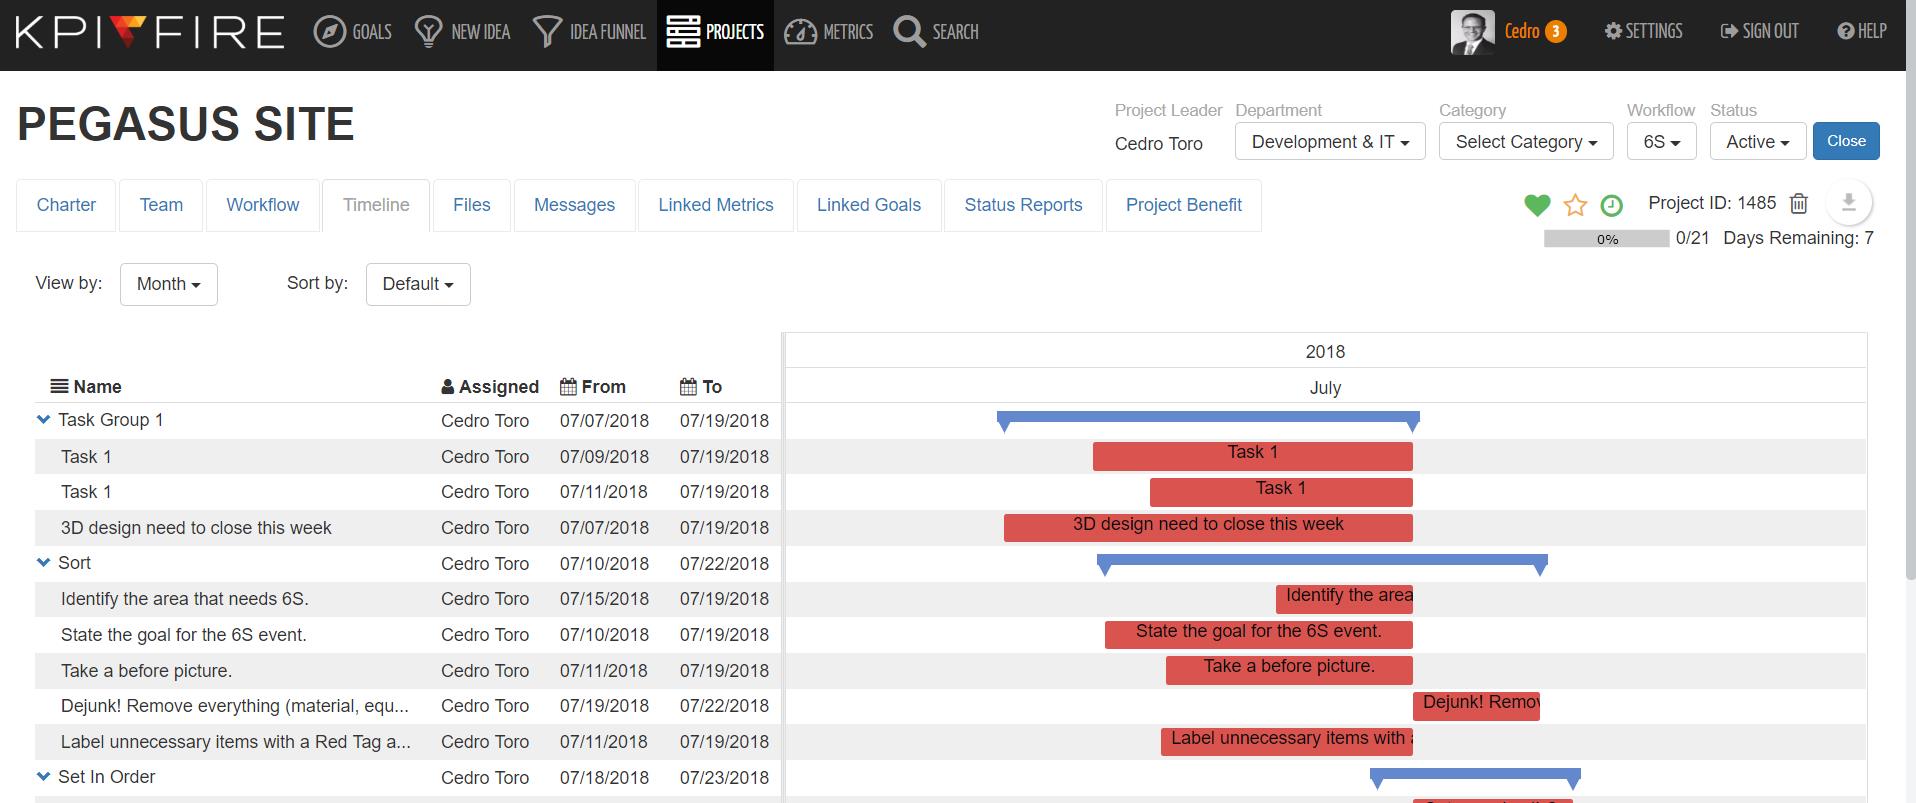 KPI FIRE GOALS NEW IDEA IDEA FUNNEL PROJECTS METRICS SEARCH Cedro 3 SETTINGS SIGN OUT HELP
PEGASUS SITE
Project Leader Department Category Workflow Status
Cedro Toro Development & IT Select Category 6S Active Close
Charter Team Workflow Timeline Files Messages Linked Metrics Linked Goals Status Reports Project Benefit
Project ID: 1485
0% 0/21 Days Remaining: 7
View by: Month Sort by: Default
2018
Name Assigned From To July
Task Group 1 Cedro Toro 07/07/2018 07/19/2018
Task 1 Cedro Toro 07/09/2018 07/19/2018 Task 1
Task 1 Cedro Toro 07/11/2018 07/19/2018 Task 1
3D design need to close this week Cedro Toro 07/07/2018 07/19/2018 3D design need to close this week
Sort Cedro Toro 07/10/2018 07/22/2018
Identify the area that needs 6S. Cedro Toro 07/15/2018 07/19/2018 Identify the area
State the goal for the 6S event. Cedro Toro 07/10/2018 07/19/2018 State the goal for the 6S event.
Take a before picture. Cedro Toro 07/11/2018 07/19/2018 Take a before picture.
Dejunk! Remove everything (material, equ... Cedro Toro 07/19/2018 07/22/2018 Dejunk! Remov
Label unnecessary items with a Red Tag a... Cedro Toro 07/11/2018 07/19/2018 Label unnecessary items with a
Set In Order Cedro Toro 07/18/2018 07/23/2018